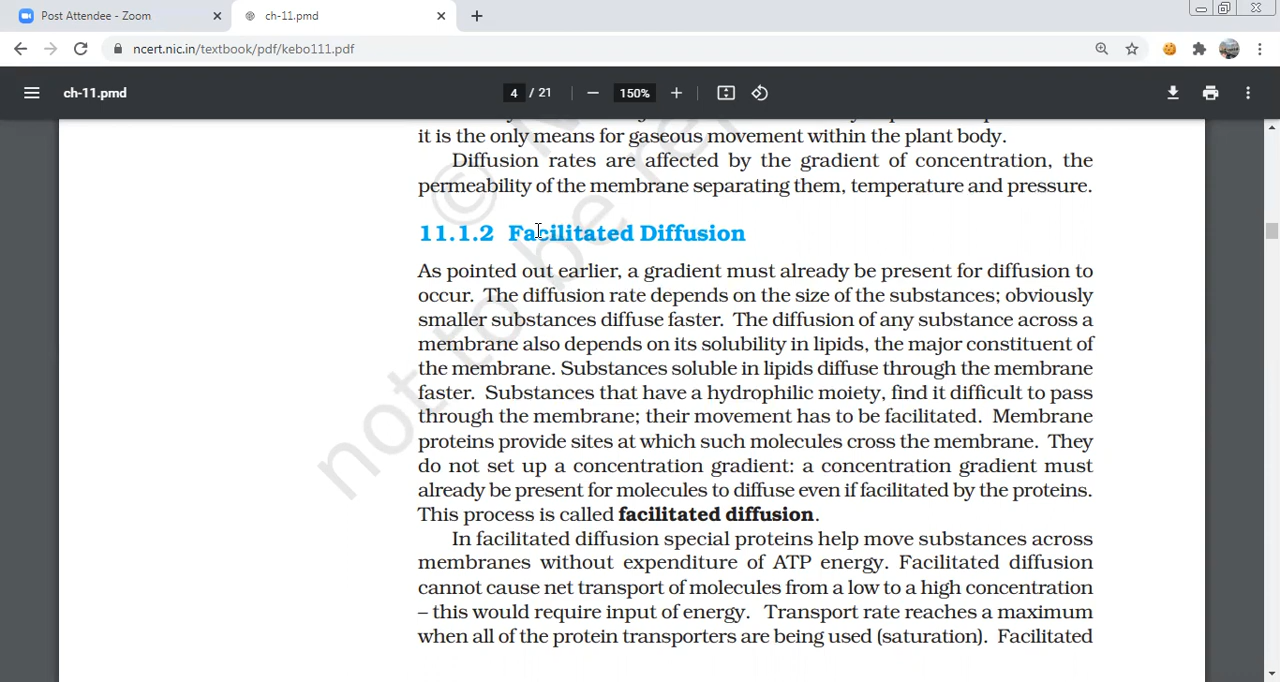 Post Attendee - Zoom
ch-11.pmd
ncert.nic.in/textbook/pdf/kebo111.pdf
ch-11.pmd
4 / 21
150%
it is the only means for gaseous movement within the plant body.
Diffusion rates are affected by the gradient of concentration, the
permeability of the membrane separating them, temperature and pressure.
11.1.2 Facilitated Diffusion
As pointed out earlier, a gradient must already be present for diffusion to
occur. The diffusion rate depends on the size of the substances; obviously
smaller substances diffuse faster. The diffusion of any substance across a
membrane also depends on its solubility in lipids, the major constituent of
the membrane. Substances soluble in lipids diffuse through the membrane
faster. Substances that have a hydrophilic moiety, find it difficult to pass
through the membrane; their movement has to be facilitated. Membrane
proteins provide sites at which such molecules cross the membrane. They
do not set up a concentration gradient: a concentration gradient must
already be present for molecules to diffuse even if facilitated by the proteins.
This process is called facilitated diffusion.
In facilitated diffusion special proteins help move substances across
membranes without expenditure of ATP energy. Facilitated diffusion
cannot cause net transport of molecules from a low to a high concentration
– this would require input of energy. Transport rate reaches a maximum
when all of the protein transporters are being used (saturation). Facilitated
© N
not to be re